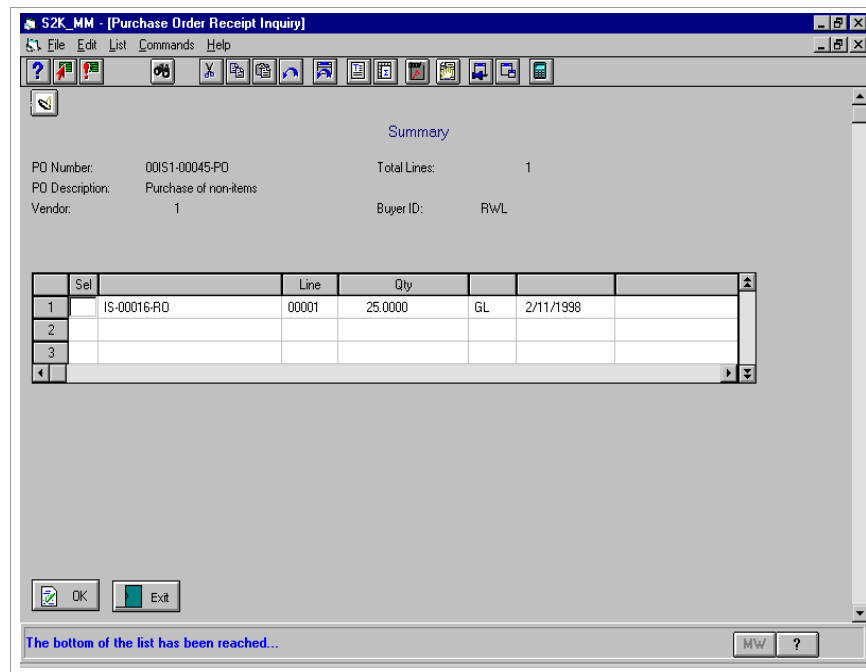 S2K_MM - [Purchase Order Receipt Inquiry]
File Edit List Commands Help
Summary
PO Number: 00IS1-00045-PO Total Lines: 1
PO Description: Purchase of non-items
Vendor: 1 Buyer ID: RWL
Sel Line Qty
1 IS-00016-RO 00001 25.0000 GL 2/11/1998
2
3
OK Exit
The bottom of the list has been reached... MW ?